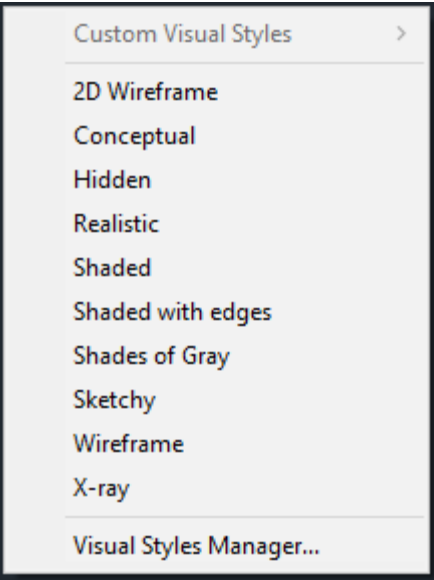 Custom Visual Styles
2D Wireframe
Conceptual
Hidden
Realistic
Shaded
Shaded with edges
Shades of Gray
Sketchy
Wireframe
X-ray
Visual Styles Manager...